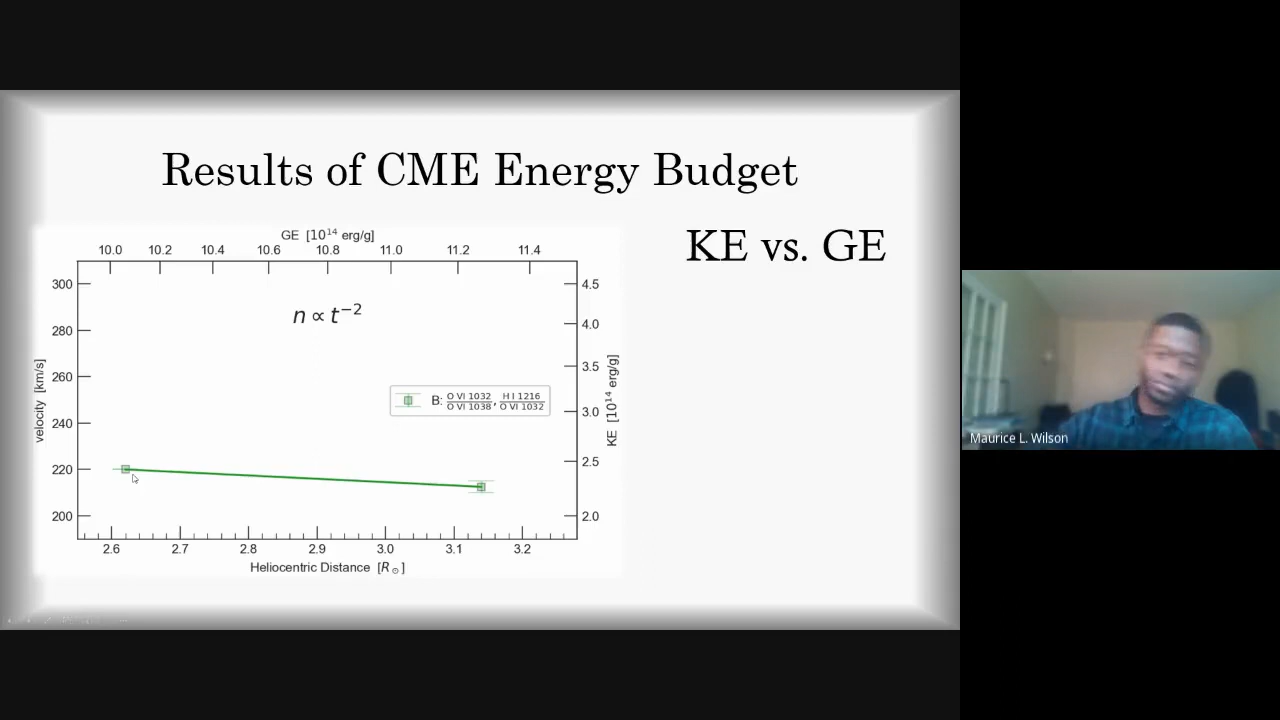 Results of CME Energy Budget
KE vs. GE
GE [10¹⁴ erg/g]
10.0 10.2 10.4 10.6 10.8 11.0 11.2 11.4
n ∝ t⁻²
300
280
260
240
220
200
velocity [km/s]
B: O VI 1032/O VI 1038, H I 1216/O VI 1032
4.5
4.0
3.5
3.0
2.5
2.0
KE [10¹⁴ erg/g]
2.6 2.7 2.8 2.9 3.0 3.1 3.2
Heliocentric Distance [R☉]
Maurice L. Wilson